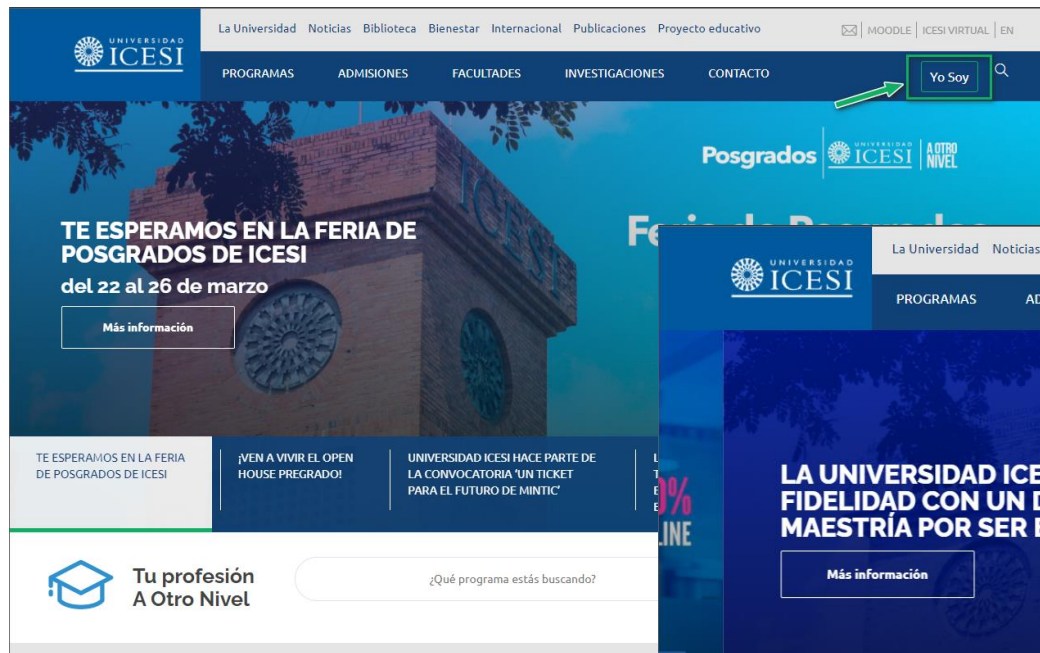 UNIVERSIDAD
ICESI
La Universidad Noticias Biblioteca Bienestar Internacional Publicaciones Proyecto educativo
MOODLE | ICESI VIRTUAL | EN
PROGRAMAS ADMISIONES FACULTADES INVESTIGACIONES CONTACTO
Yo Soy
ICESI
Posgrados
UNIVERSIDAD
ICESI
A OTRO
NIVEL
TE ESPERAMOS EN LA FERIA DE
POSGRADOS DE ICESI
del 22 al 26 de marzo
Más información
TE ESPERAMOS EN LA FERIA
DE POSGRADOS DE ICESI
¡VEN A VIVIR EL OPEN
HOUSE PREGRADO!
UNIVERSIDAD ICESI HACE PARTE DE
LA CONVOCATORIA 'UN TICKET
PARA EL FUTURO DE MINTIC'
Tu profesión
A Otro Nivel
¿Qué programa estás buscando?
UNIVERSIDAD
ICESI
La Universidad Noticias
PROGRAMAS AD
0%
LINE
LA UNIVERSIDAD ICE
FIDELIDAD CON UN D
MAESTRÍA POR SER E
Más información